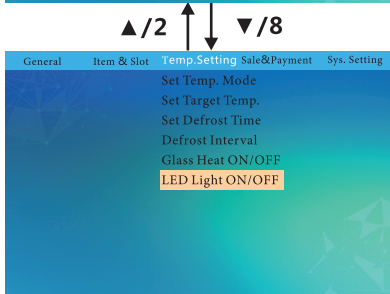 ▲/2 ▼/8
General Item & Slot Temp.Setting Sale&Payment Sys. Setting
Set Temp. Mode
Set Target Temp.
Set Defrost Time
Defrost Interval
Glass Heat ON/OFF
LED Light ON/OFF